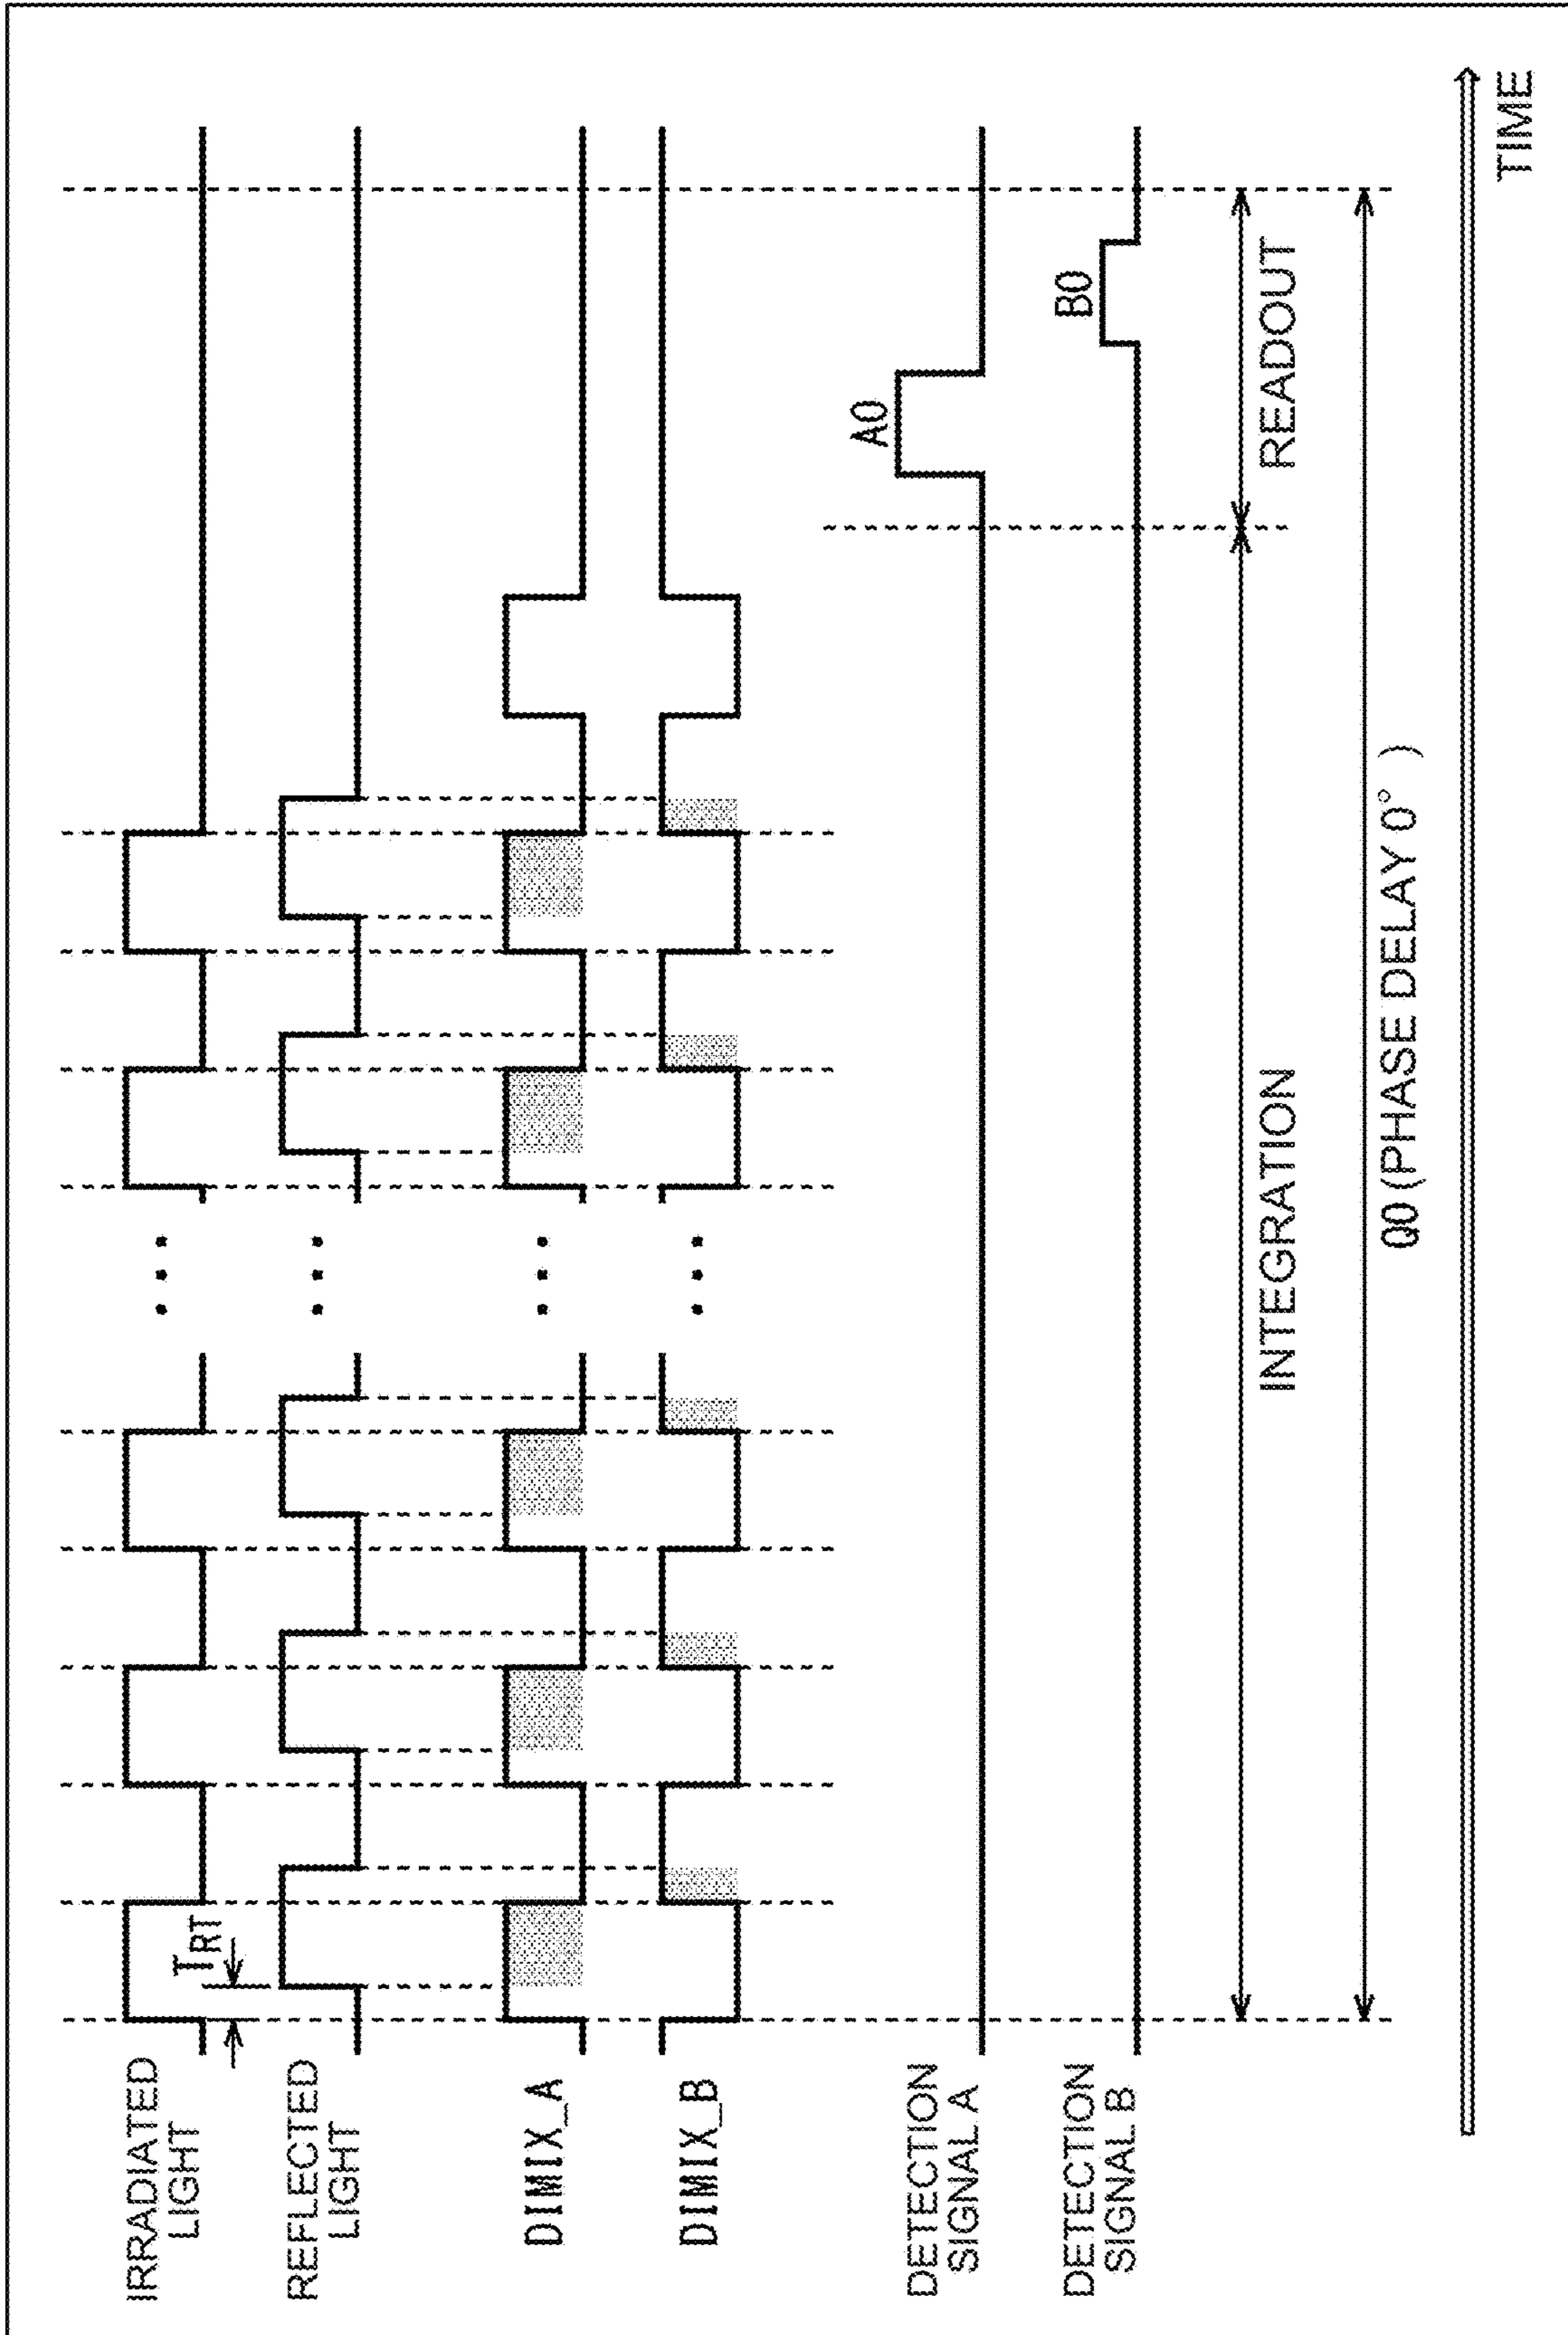 IRRADIATED
LIGHT
TRT
REFLECTED
LIGHT
DIMIX_A
DIMIX_B
DETECTION
SIGNAL A
A0
DETECTION
SIGNAL B
B0
INTEGRATION
READOUT
Q0 (PHASE DELAY 0° )
TIME